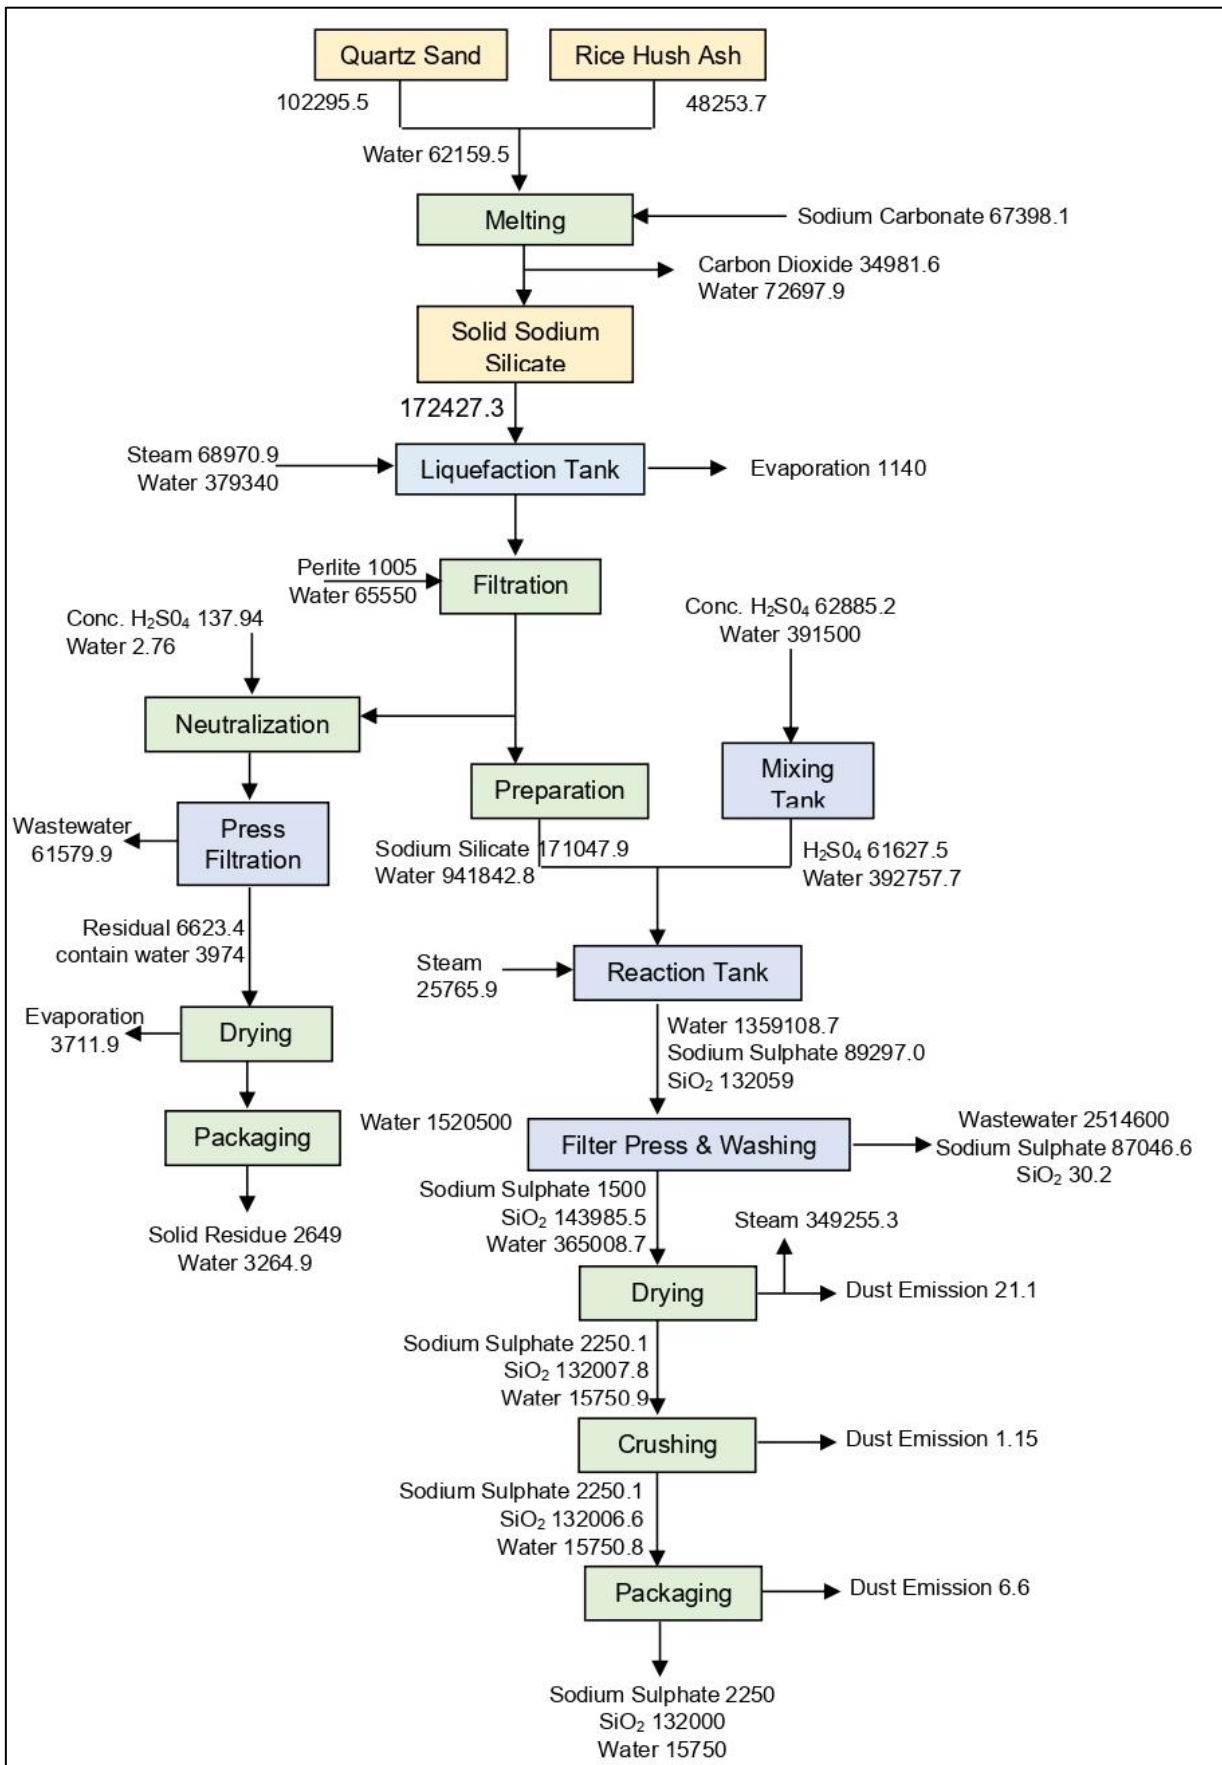 Quartz Sand
Rice Hush Ash
102295.5
48253.7
Water 62159.5
Melting
Sodium Carbonate 67398.1
Carbon Dioxide 34981.6
Water 72697.9
Solid Sodium
Silicate
172427.3
Steam 68970.9
Water 379340
Liquefaction Tank
Evaporation 1140
Perlite 1005
Water 65550
Filtration
Conc. H₂S0₄ 137.94
Water 2.76
Conc. H₂S0₄ 62885.2
Water 391500
Neutralization
Mixing
Tank
Preparation
Press
Filtration
Wastewater
61579.9
Sodium Silicate 171047.9
Water 941842.8
H₂S0₄ 61627.5
Water 392757.7
Residual 6623.4
contain water 3974
Steam
25765.9
Reaction Tank
Evaporation
3711.9
Drying
Water 1359108.7
Sodium Sulphate 89297.0
SiO₂ 132059
Packaging
Water 1520500
Filter Press & Washing
Wastewater 2514600
Sodium Sulphate 87046.6
SiO₂ 30.2
Solid Residue 2649
Water 3264.9
Sodium Sulphate 1500
SiO₂ 143985.5
Water 365008.7
Steam 349255.3
Drying
Dust Emission 21.1
Sodium Sulphate 2250.1
SiO₂ 132007.8
Water 15750.9
Crushing
Dust Emission 1.15
Sodium Sulphate 2250.1
SiO₂ 132006.6
Water 15750.8
Packaging
Dust Emission 6.6
Sodium Sulphate 2250
SiO₂ 132000
Water 15750